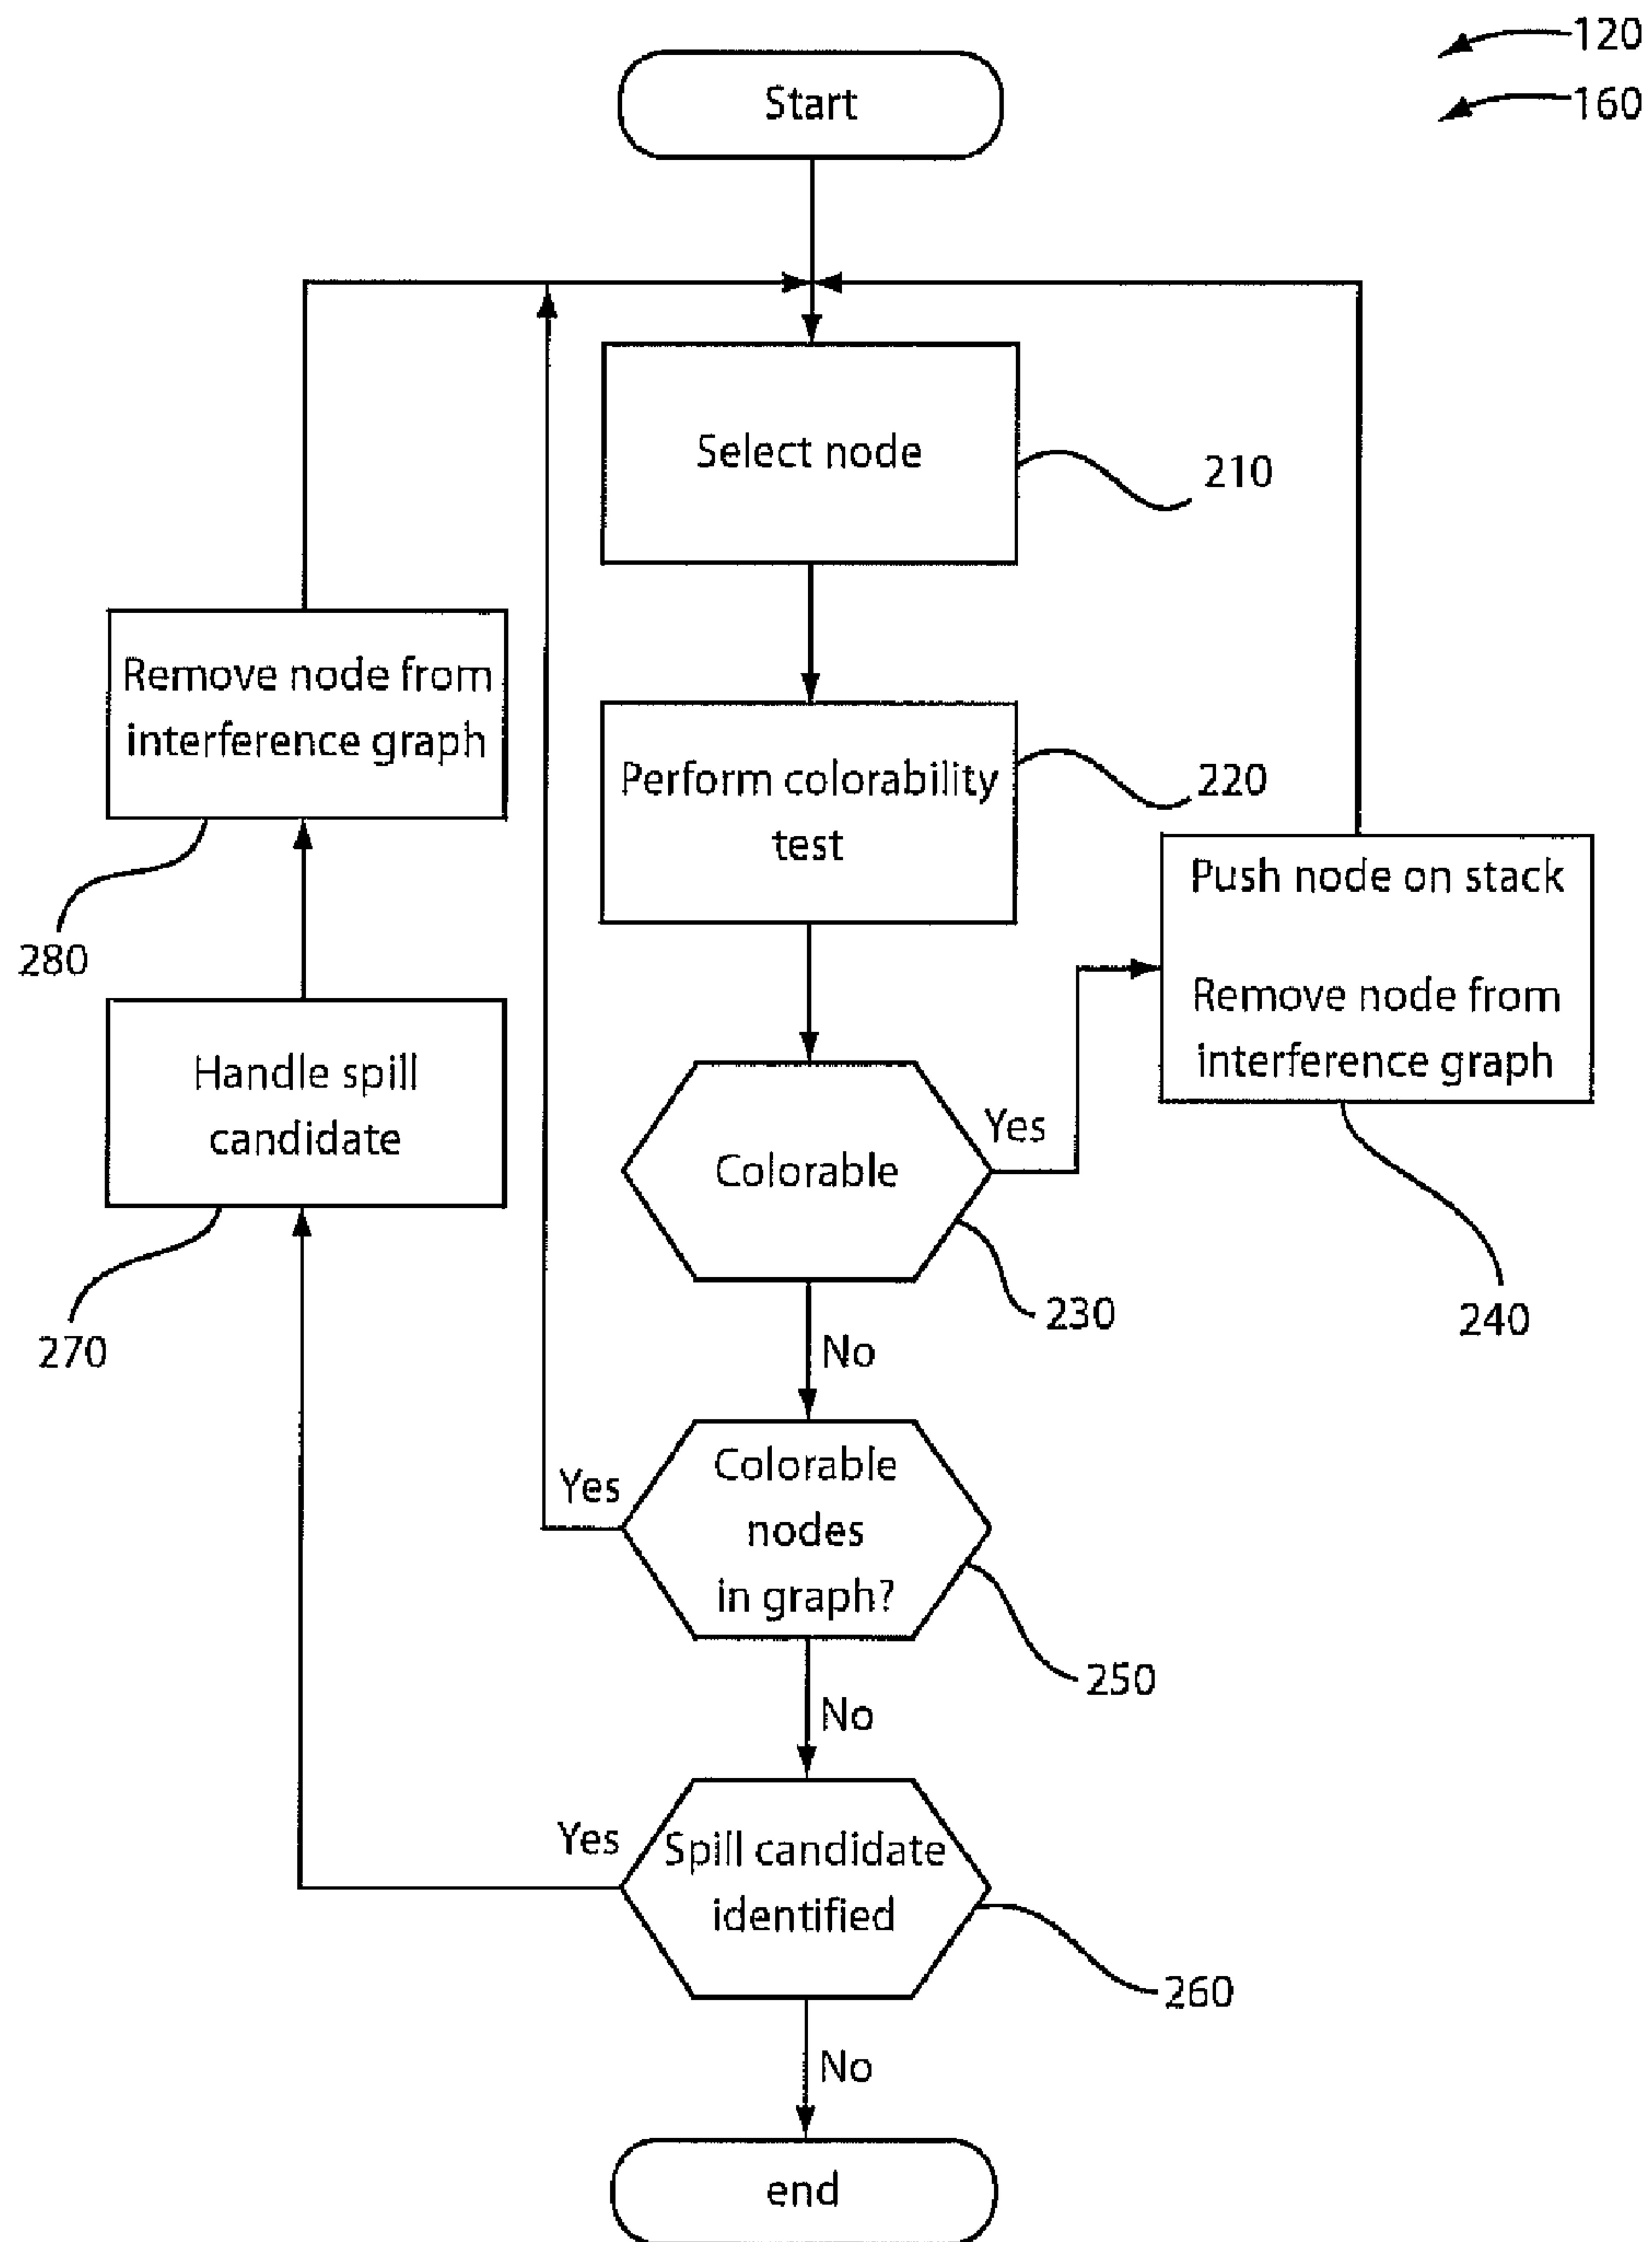 120
160
Start
Select node
210
Remove node from
interference graph
280
Perform colorability
test
220
Push node on stack
Remove node from
interference graph
240
Handle spill
candidate
270
Colorable
Yes
230
No
Colorable
nodes
in graph?
Yes
250
No
Spill candidate
identified
Yes
260
No
end